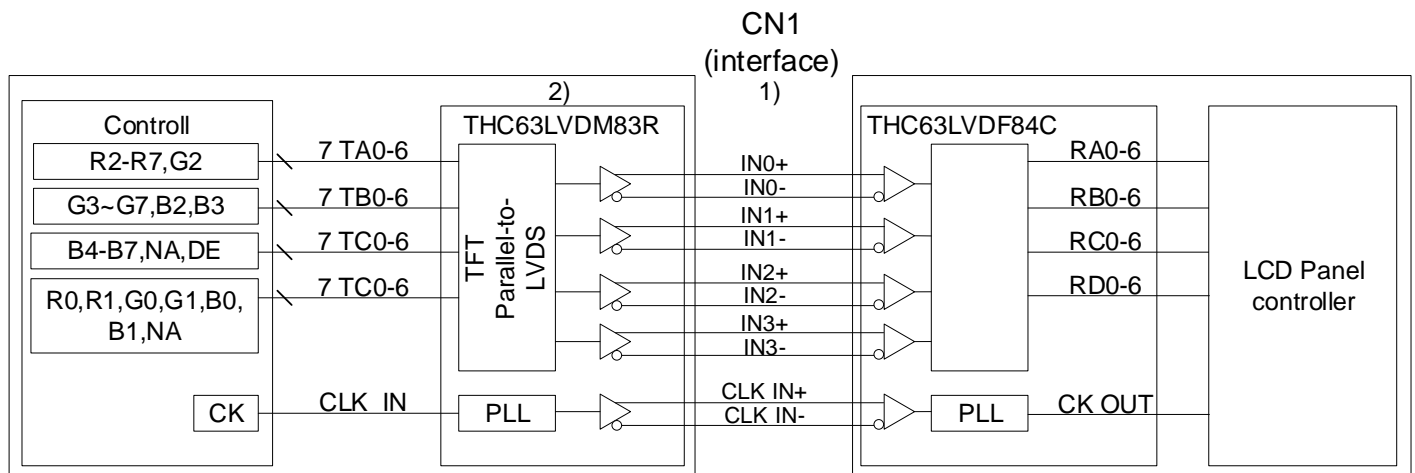 CN1
(interface)
1)
2)
Controll
R2-R7,G2
G3~G7,B2,B3
B4-B7,NA,DE
R0,R1,G0,G1,B0,
B1,NA
CK
7 TA0-6
7 TB0-6
7 TC0-6
7 TC0-6
CLK IN
THC63LVDM83R
TFT
Parallel-to-
LVDS
PLL
IN0+
IN0-
IN1+
IN1-
IN2+
IN2-
IN3+
IN3-
CLK IN+
CLK IN-
THC63LVDF84C
PLL
RA0-6
RB0-6
RC0-6
RD0-6
CK OUT
LCD Panel
controller